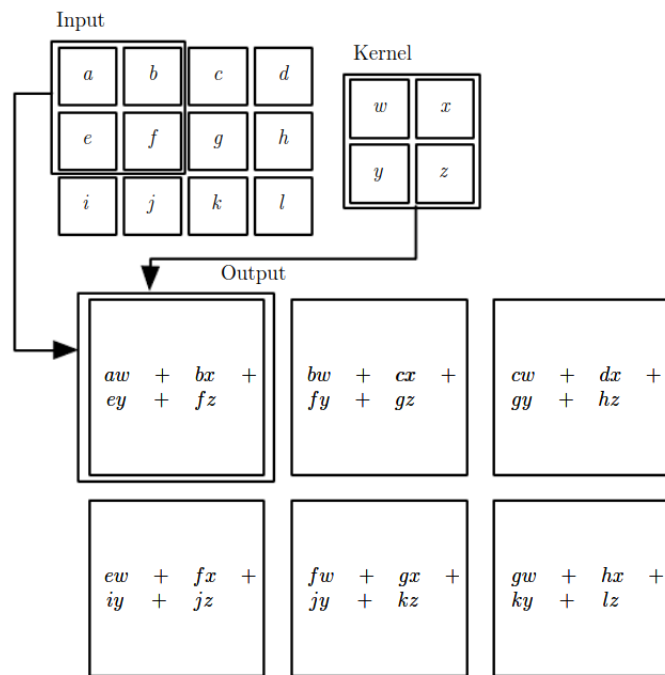 Input
Kernel
a b c d
w x
e f g h
y z
i j k l
Output
aw + bx +
ey + fz
bw + cx +
fy + gz
cw + dx +
gy + hz
ew + fx +
iy + jz
fw + gx +
jy + kz
gw + hx +
ky + lz